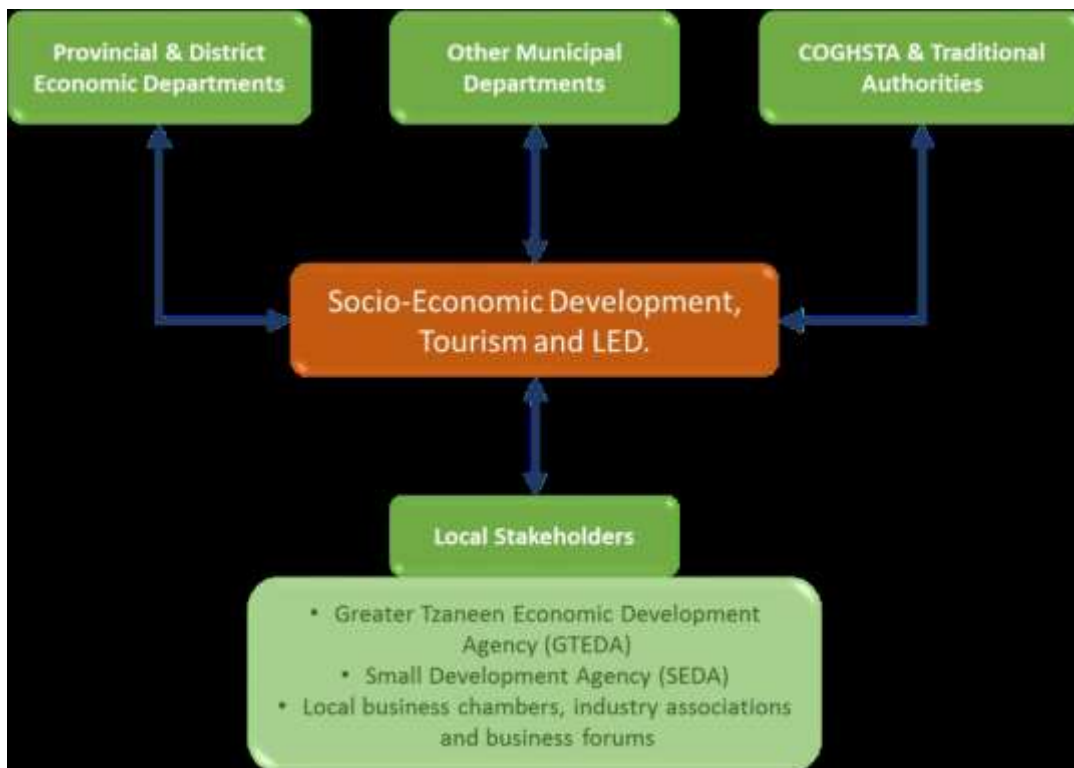 Provincial & District
Economic Departments
Other Municipal
Departments
COGHSTA & Traditional
Authorities
Socio-Economic Development,
Tourism and LED.
Local Stakeholders
• Greater Tzaneen Economic Development
Agency (GTEDA)
• Small Development Agency (SEDA)
• Local business chambers, industry associations
and business forums